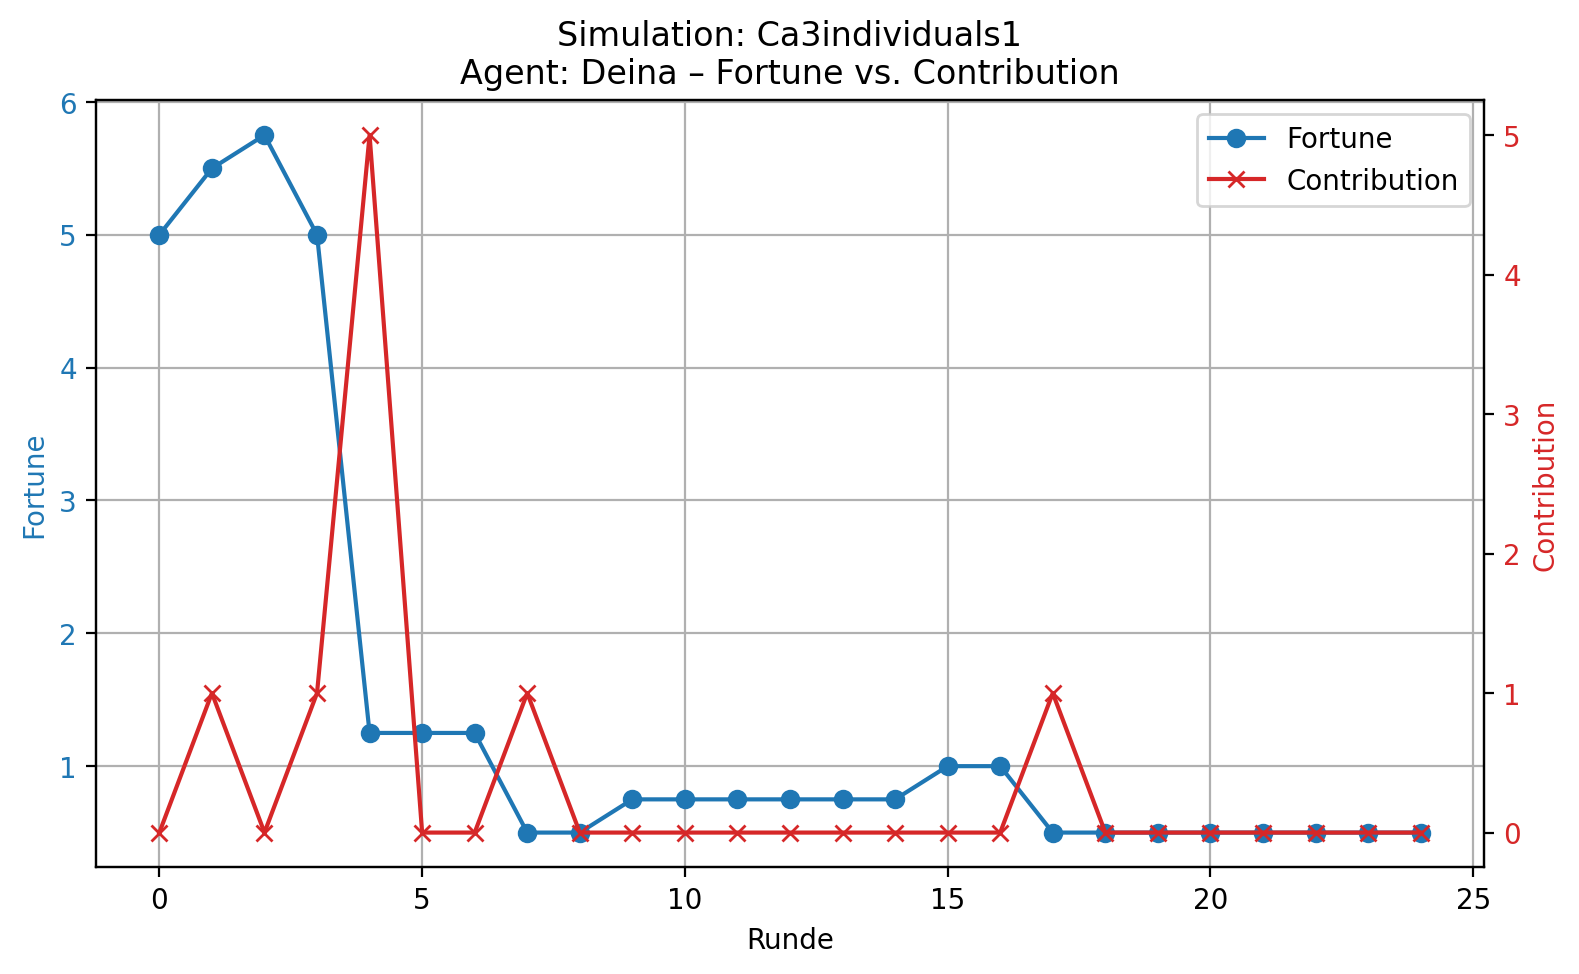 Simulation: Ca3individuals1
Agent: Deina – Fortune vs. Contribution
Fortune
Contribution
6
5
4
3
2
1
Fortune
5
4
3
2
1
0
Contribution
0 5 10 15 20 25
Runde